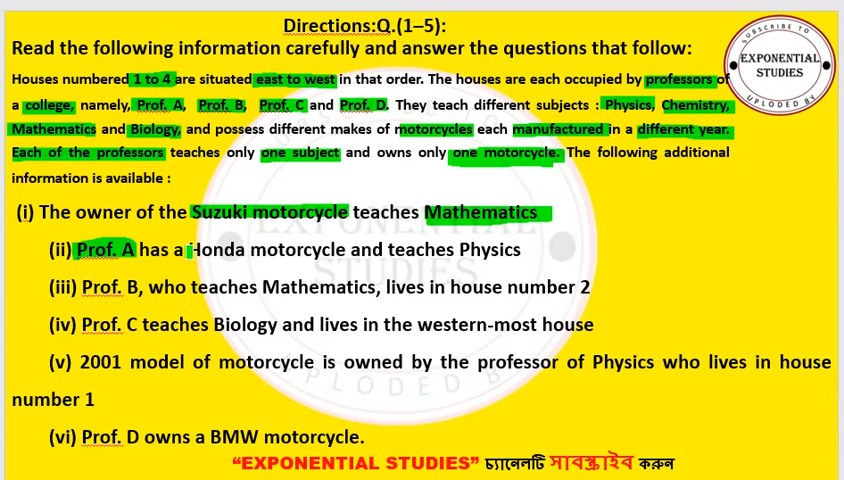 Directions:Q.(1–5):
Read the following information carefully and answer the questions that follow:
Houses numbered 1 to 4 are situated east to west in that order. The houses are each occupied by professors of
a college, namely, Prof. A, Prof. B, Prof. C and Prof. D. They teach different subjects : Physics, Chemistry,
Mathematics and Biology, and possess different makes of motorcycles each manufactured in a different year.
Each of the professors teaches only one subject and owns only one motorcycle. The following additional
information is available :
(i) The owner of the Suzuki motorcycle teaches Mathematics
(ii) Prof. A has a Honda motorcycle and teaches Physics
(iii) Prof. B, who teaches Mathematics, lives in house number 2
(iv) Prof. C teaches Biology and lives in the western-most house
(v) 2001 model of motorcycle is owned by the professor of Physics who lives in house
number 1
(vi) Prof. D owns a BMW motorcycle.
“EXPONENTIAL STUDIES” চ্যানেলটি সাবস্ক্রাইব করুন
SUBSCRIBE TO
EXPONENTIAL
STUDIES
UPLODED BY
EXPONENTIAL
STUDIES
UPLODED B